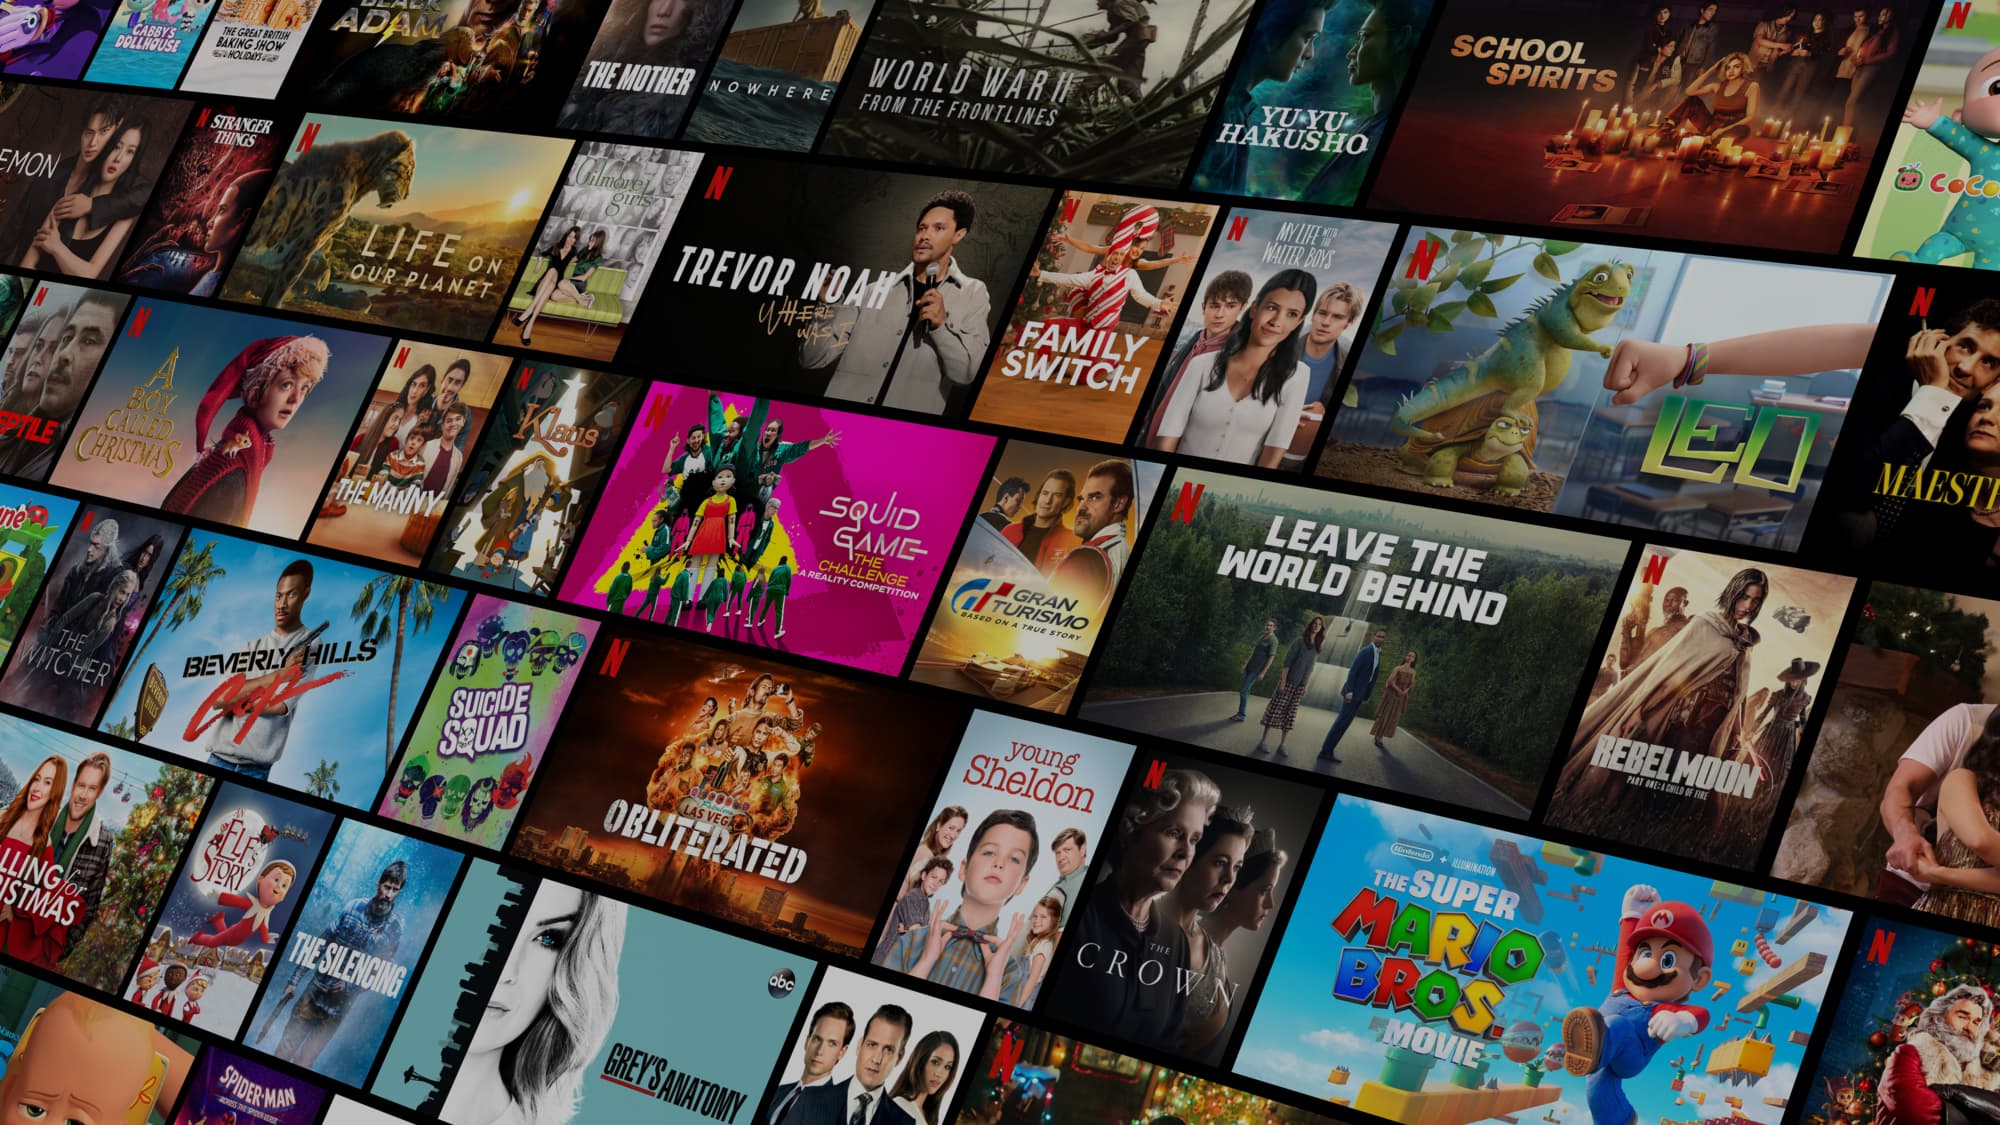 GABBY'S
DOLLHOUSE
THE GREAT BRITISH
BAKING SHOW
HOLIDAYS
BLACK
ADAM
THE MOTHER
NOWHERE
WORLD WAR II
FROM THE FRONTLINES
YU YU
HAKUSHO
SCHOOL
SPIRITS
N
COCO
EMON
N
STRANGER
THINGS
N
LIFE ON
OUR PLANET
Gilmore
girls
N
TREVOR NOAH
WHERE
WAS I
N
FAMILY
SWITCH
N
MY LIFE WITH
THE
WALTER BOYS
N
LEO
N
MAEST
N
EPTILE
N
A
BOY
CALLED
CHRISTMAS
N
THE MANNY
N
Klaus
N
SQUID
GAME
THE
CHALLENGE
A REALITY COMPETITION
GRAN
TURISMO
BASED ON A TRUE STORY
N
LEAVE THE
WORLD BEHIND
N
REBEL MOON
PART ONE: A CHILD OF FIRE
N
THE
WITCHER
BEVERLY HILLS
Cop
SUICIDE
SQUAD
N
LAS VEGAS
OBLITERATED
young
Sheldon
N
THE
CROWN
Nintendo + ILLUMINATION
THE SUPER
MARIO
BROS.
MOVIE
N
LLING for
ISTMAS
AN
ELF'S
STORY
THE SILENCING
abc
GREY'S ANATOMY
N
SPIDER-MAN
ACROSS THE SPIDER-VERSE